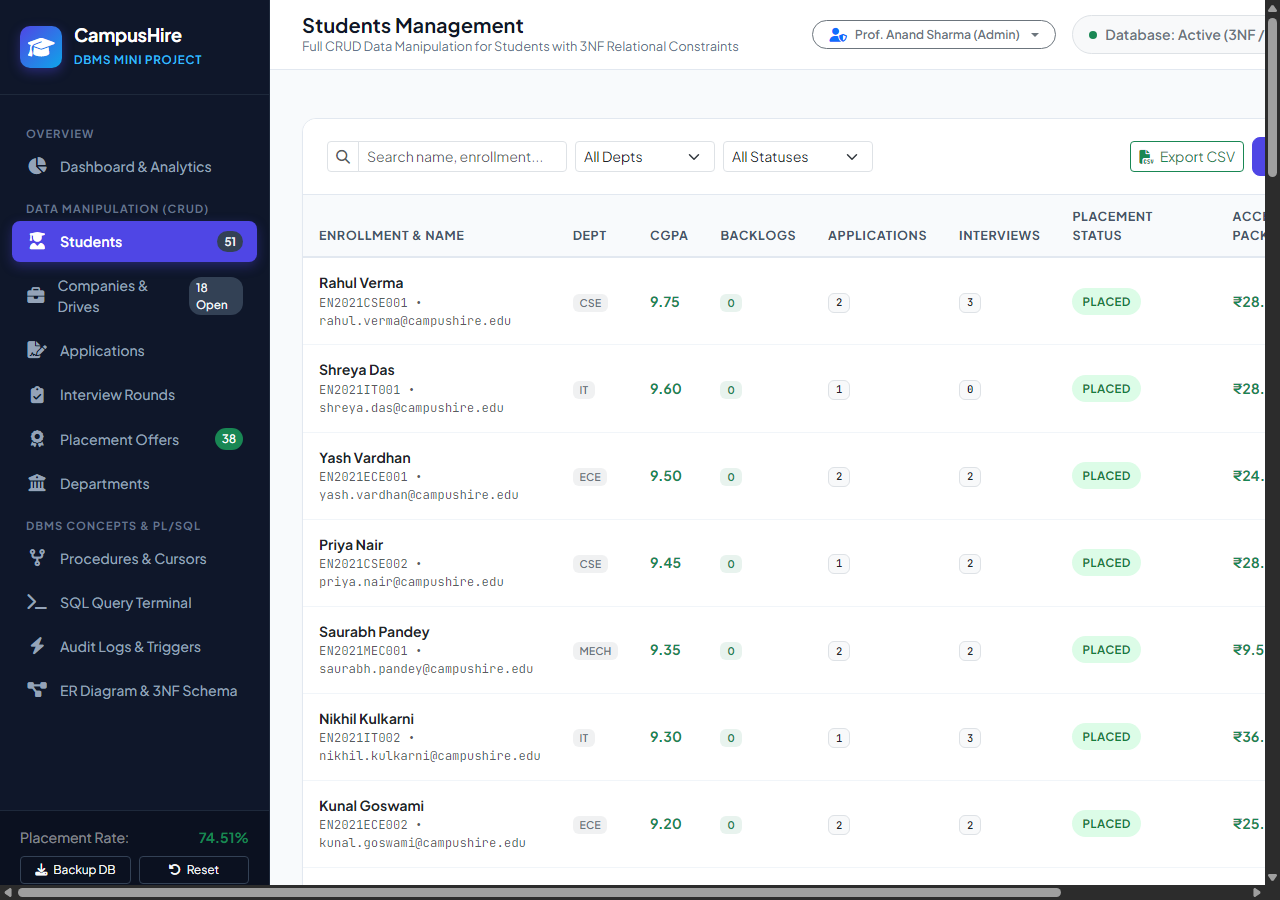 CampusHire
DBMS MINI PROJECT
OVERVIEW
Dashboard & Analytics
DATA MANIPULATION (CRUD)
Students 51
Companies & Drives 18 Open
Applications
Interview Rounds
Placement Offers 38
Departments
DBMS CONCEPTS & PL/SQL
Procedures & Cursors
SQL Query Terminal
Audit Logs & Triggers
ER Diagram & 3NF Schema
Placement Rate: 74.51%
Backup DB Reset
Students Management
Full CRUD Data Manipulation for Students with 3NF Relational Constraints
Prof. Anand Sharma (Admin)
Database: Active (3NF /
Search name, enrollment... All Depts All Statuses Export CSV
ENROLLMENT & NAME DEPT CGPA BACKLOGS APPLICATIONS INTERVIEWS PLACEMENT STATUS
Rahul Verma
EN2021CSE001 •
rahul.verma@campushire.edu
CSE 9.75 0 2 3 PLACED ₹28.
Shreya Das
EN2021IT001 •
shreya.das@campushire.edu
IT 9.60 0 1 0 PLACED ₹28.
Yash Vardhan
EN2021ECE001 •
yash.vardhan@campushire.edu
ECE 9.50 0 2 2 PLACED ₹24.
Priya Nair
EN2021CSE002 •
priya.nair@campushire.edu
CSE 9.45 0 1 2 PLACED ₹28.
Saurabh Pandey
EN2021MEC001 •
saurabh.pandey@campushire.edu
MECH 9.35 0 2 2 PLACED ₹9.5
Nikhil Kulkarni
EN2021IT002 •
nikhil.kulkarni@campushire.edu
IT 9.30 0 1 3 PLACED ₹36.
Kunal Goswami
EN2021ECE002 •
kunal.goswami@campushire.edu
ECE 9.20 0 2 2 PLACED ₹25.